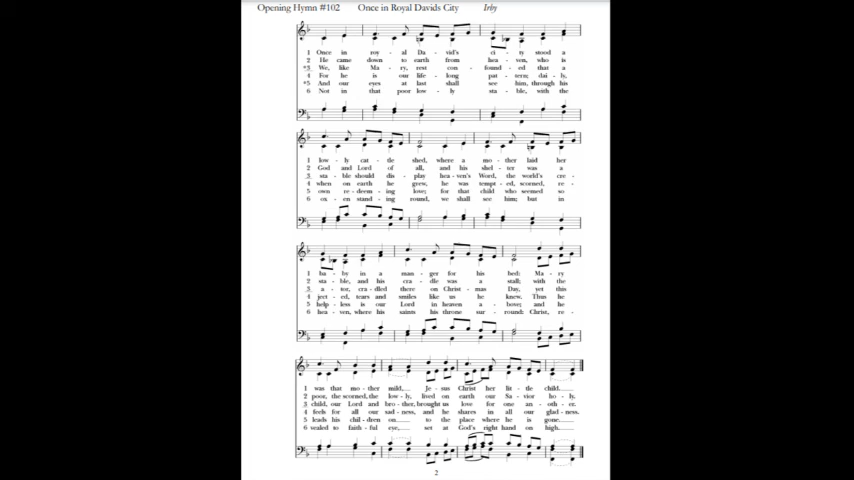 Opening Hymn #102 Once in Royal Davids City Irby
1 Once in roy - al Da - vid's ci - ty stood a
2 He came down to earth from hea - ven, who is
*3 We, like Ma - ry, rest con - found - ed that a
4 For he is our life - long pat - tern; dai - ly,
*5 And our eyes at last shall see him, through his
6 Not in that poor low - ly sta - ble, with the
1 low - ly cat - tle shed, where a mo - ther laid her
2 God and Lord of all, and his shel - ter was a
3 sta - ble should dis - play hea - ven's Word, the world's cre -
4 when on earth he grew, he was tempt - ed, scorned, re -
5 own re - deem - ing love; for that child who seemed so
6 ox - en stand - ing round, we shall see him; but in
1 ba - by in a man - ger for his bed: Ma - ry
2 sta - ble, and his cra - dle was a stall; with the
3 a - tor, cra - dled there on Christ - mas Day, yet this
4 ject - ed, tears and smiles like us he knew. Thus he
5 help - less is our Lord in heaven a - bove; and he
6 hea - ven, where his saints his throne sur - round: Christ, re -
1 was that mo - ther mild, Je - sus Christ her lit - tle child.
2 poor, the scorned, the low - ly, lived on earth our Sa - vior ho - ly.
3 child, our Lord and bro - ther, brought us love for one an - oth - er.
4 feels for all our sad - ness, and he shares in all our glad - ness.
5 leads his chil - dren on to the place where he is gone.
6 sealed to faith - ful eye, set at God's right hand on high.
2